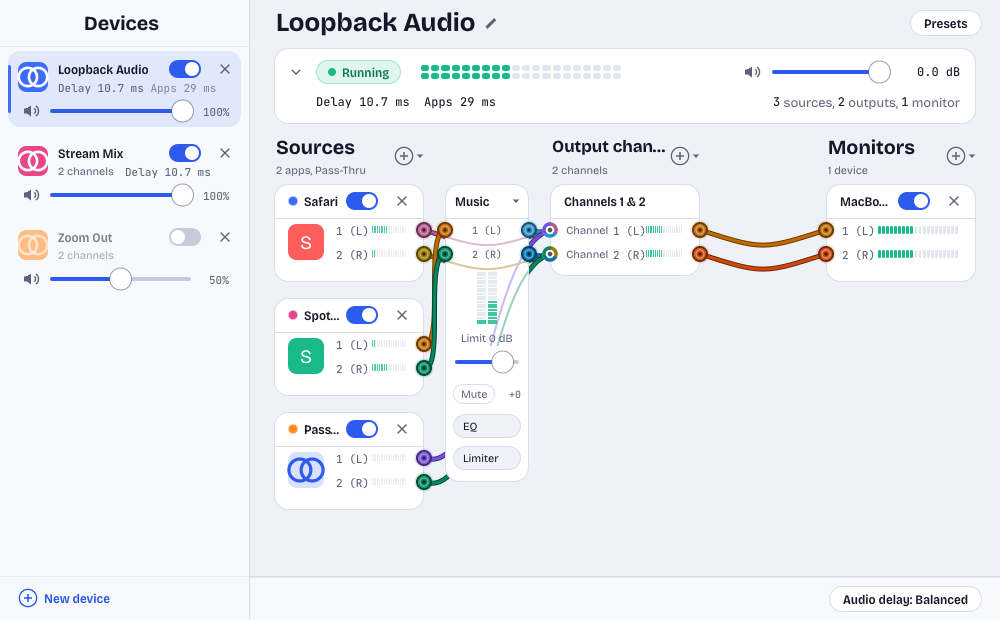 Devices
Loopback Audio
Delay 10.7 ms Apps 29 ms
100%
Stream Mix
2 channels Delay 10.7 ms
100%
Zoom Out
2 channels
50%
New device
Loopback Audio
Presets
Running
0.0 dB
Delay 10.7 ms Apps 29 ms
3 sources, 2 outputs, 1 monitor
Sources
2 apps, Pass-Thru
Output chan...
2 channels
Monitors
1 device
Safari
S
1 (L)
2 (R)
Spot...
S
1 (L)
2 (R)
Pass...
1 (L)
2 (R)
Music
1 (L)
2 (R)
Limit 0 dB
Mute +0
EQ
Limiter
Channels 1 & 2
Channel 1 (L)
Channel 2 (R)
MacBo...
1 (L)
2 (R)
Audio delay: Balanced